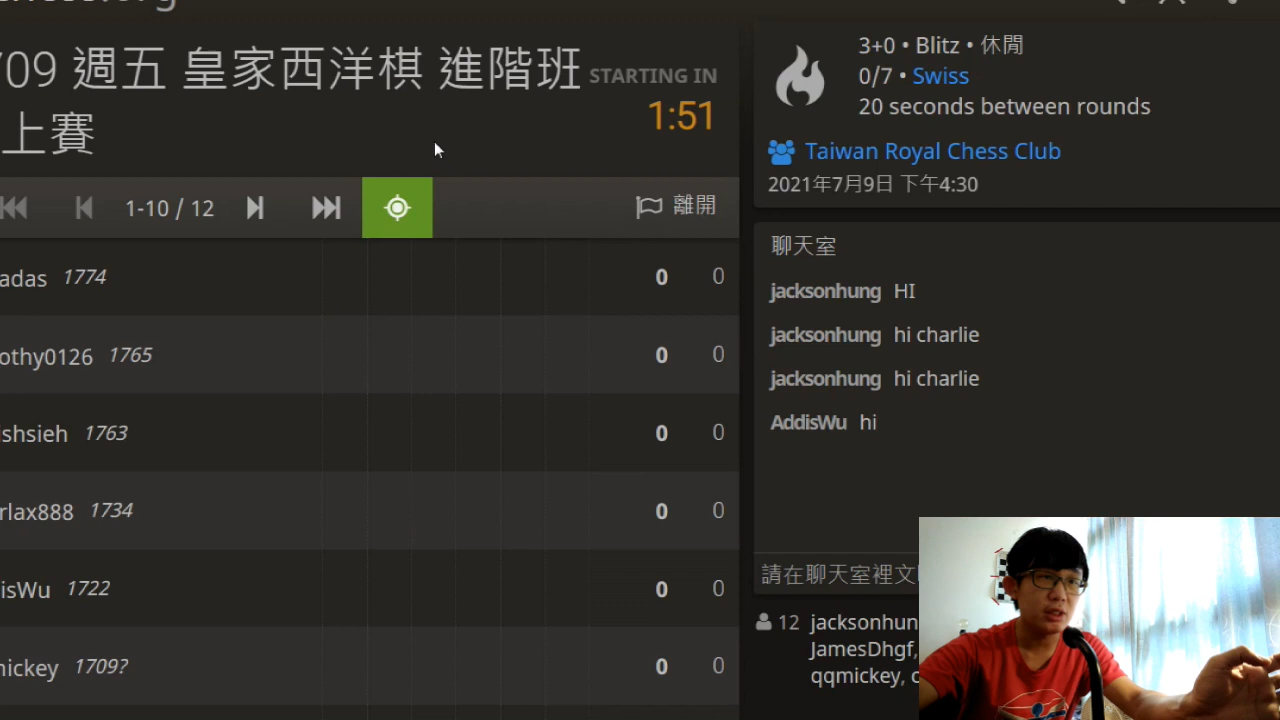 /09 週五 皇家西洋棋 進階班
上賽
STARTING IN
1:51
1-10 / 12
離開
adas 1774 0 0
othy0126 1765 0 0
ishsieh 1763 0 0
rlax888 1734 0 0
isWu 1722 0 0
mickey 1709? 0 0
3+0 • Blitz • 休閒
0/7 • Swiss
20 seconds between rounds
Taiwan Royal Chess Club
2021年7月9日 下午4:30
聊天室
jacksonhung HI
jacksonhung hi charlie
jacksonhung hi charlie
AddisWu hi
請在聊天室裡文
12 jacksonhun
JamesDhgf,
qqmickey, c